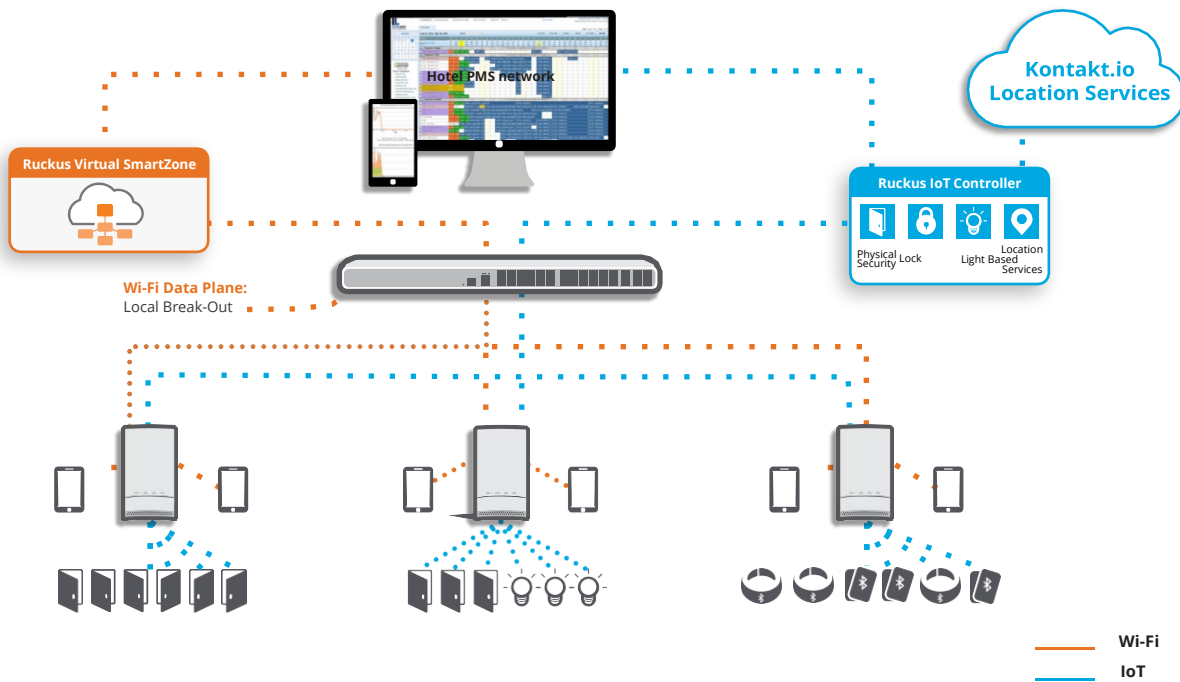 Hotel PMS network
Kontakt.io
Location Services
Ruckus Virtual SmartZone
Ruckus IoT Controller
Physical
Security
Lock
Light
Location
Based
Services
Wi-Fi Data Plane:
Local Break-Out
Wi-Fi
IoT